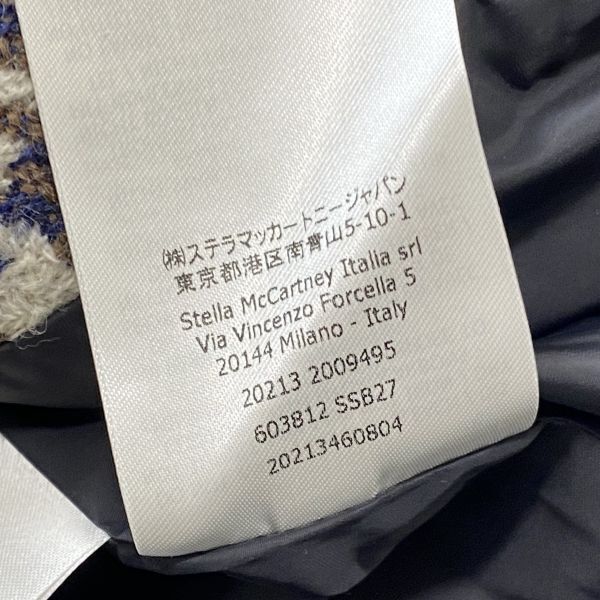 ㈱ステラマッカートニージャパン
東京都港区南青山5-10-1
Stella McCartney Italia srl
Via Vincenzo Forcella 5
20144 Milano - Italy
20213 2009495
603812 SSB27
20213460804